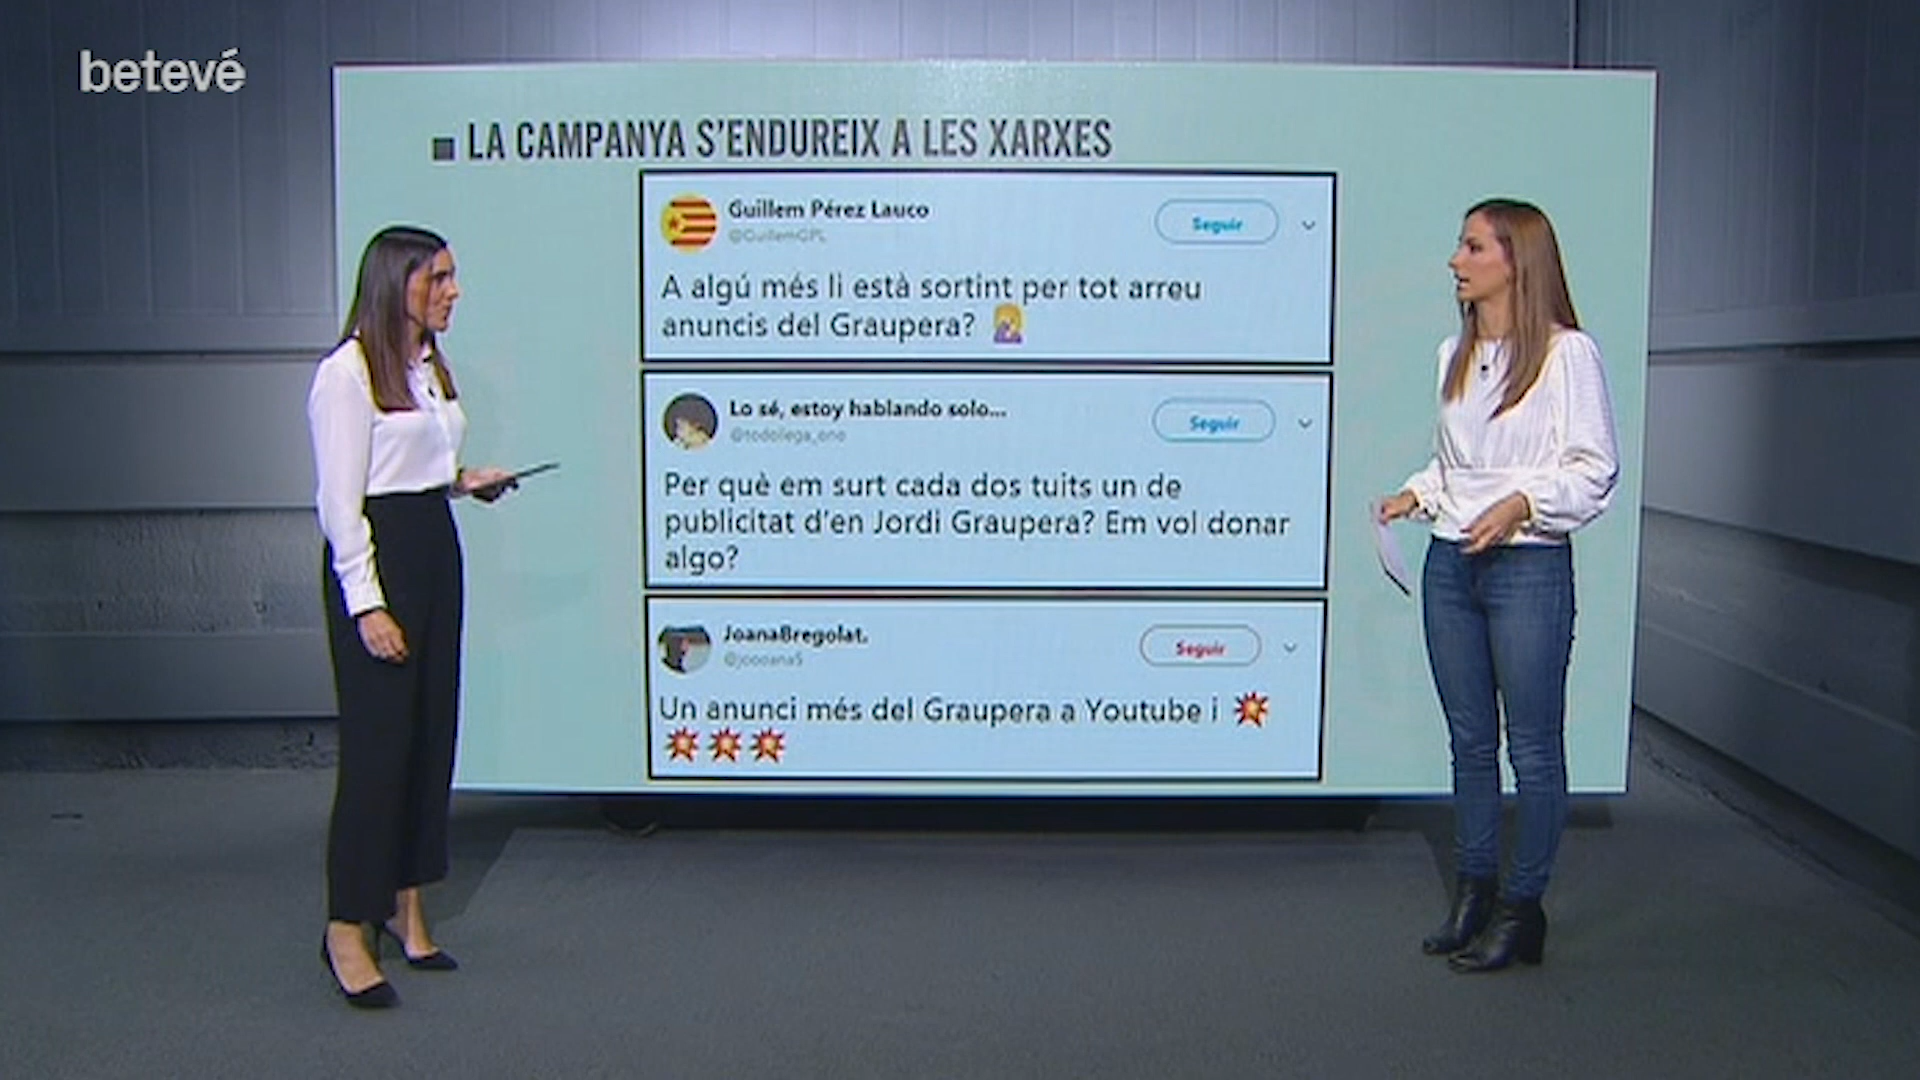 betevé
LA CAMPANYA S'ENDUREIX A LES XARXES
Guillem Pérez Lauco
Seguir
@GuillemGPL
A algú més li està sortint per tot arreu
anuncis del Graupera?
Lo sé, estoy hablando solo...
Seguir
Per què em surt cada dos tuits un de
publicitat d'en Jordi Graupera? Em vol donar
algo?
JoanaBregolat.
Seguir
@joooana5
Un anunci més del Graupera a Youtube i